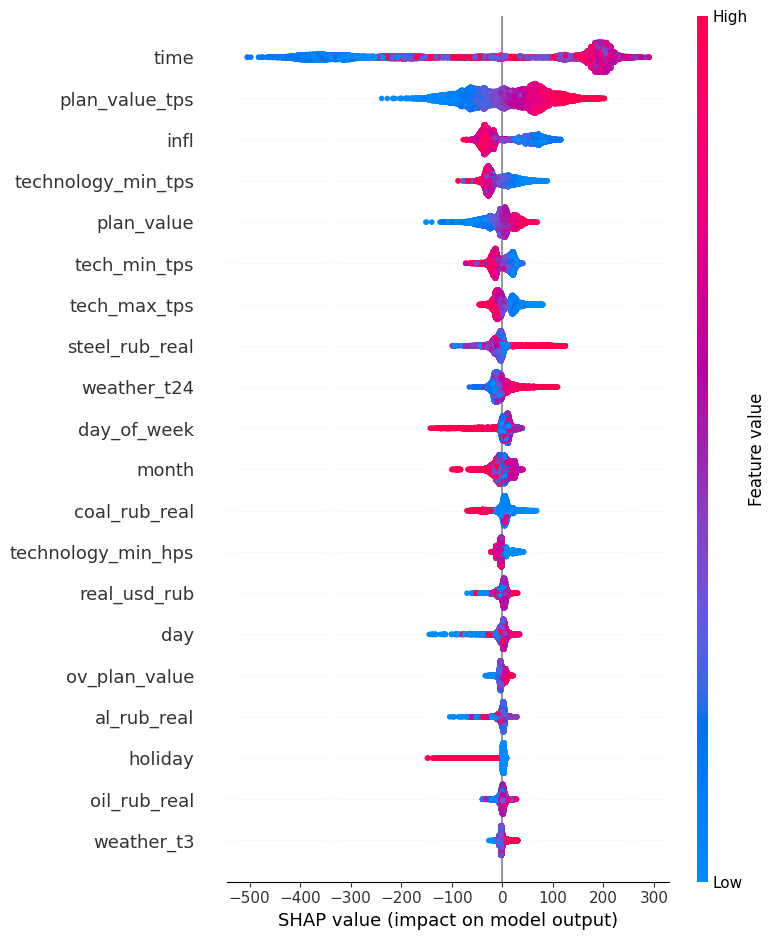 High
time
plan_value_tps
infl
technology_min_tps
plan_value
tech_min_tps
tech_max_tps
steel_rub_real
weather_t24
day_of_week
month
coal_rub_real
technology_min_hps
real_usd_rub
day
ov_plan_value
al_rub_real
holiday
oil_rub_real
weather_t3
Feature value
Low
−500 −400 −300 −200 −100 0 100 200 300
SHAP value (impact on model output)